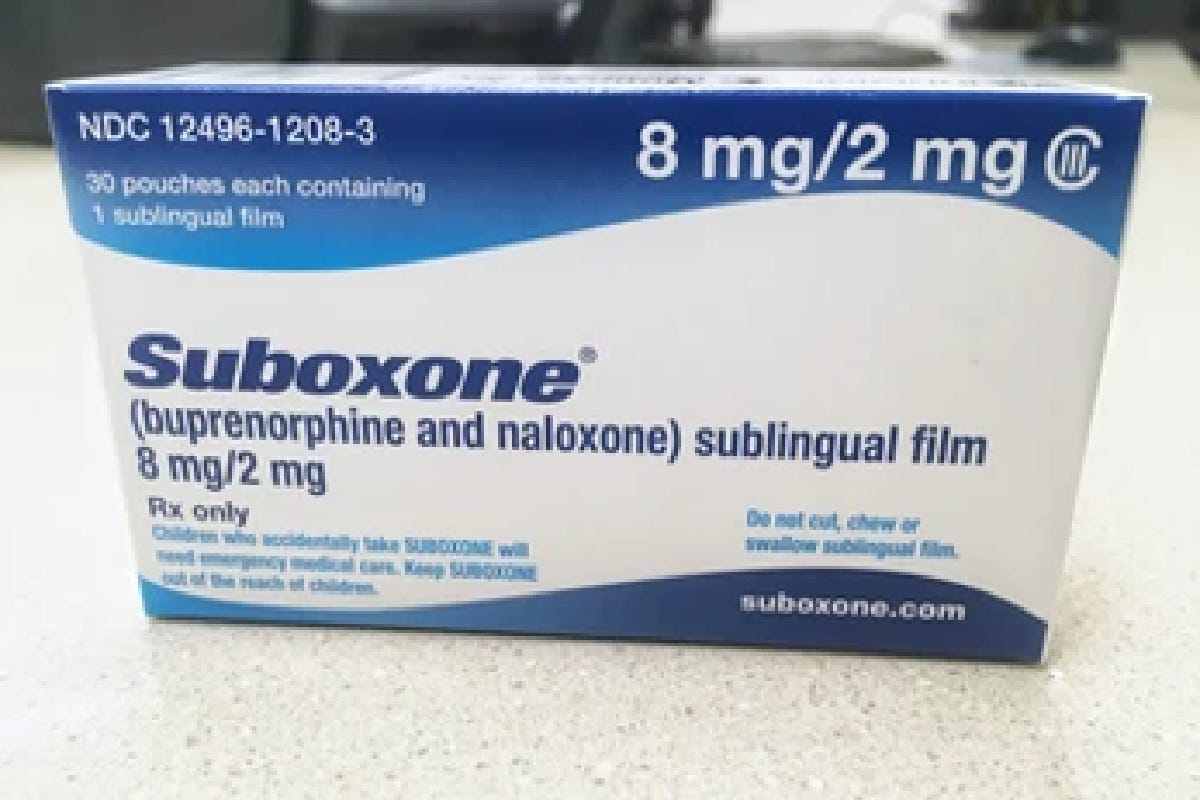 NDC 12496-1208-3
8 mg/2 mg CIII
30 pouches each containing
1 sublingual film
Suboxone®
(buprenorphine and naloxone) sublingual film
8 mg/2 mg
Rx only
Children who accidentally take SUBOXONE will
need emergency medical care. Keep SUBOXONE
out of the reach of children.
Do not cut, chew or
swallow sublingual film.
suboxone.com